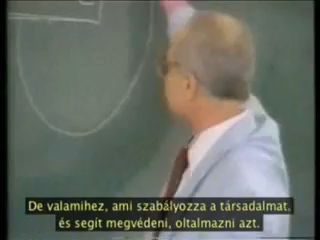 De valamihez, ami szabályozza a társadalmat,
és segít megvédeni, oltalmazni azt.